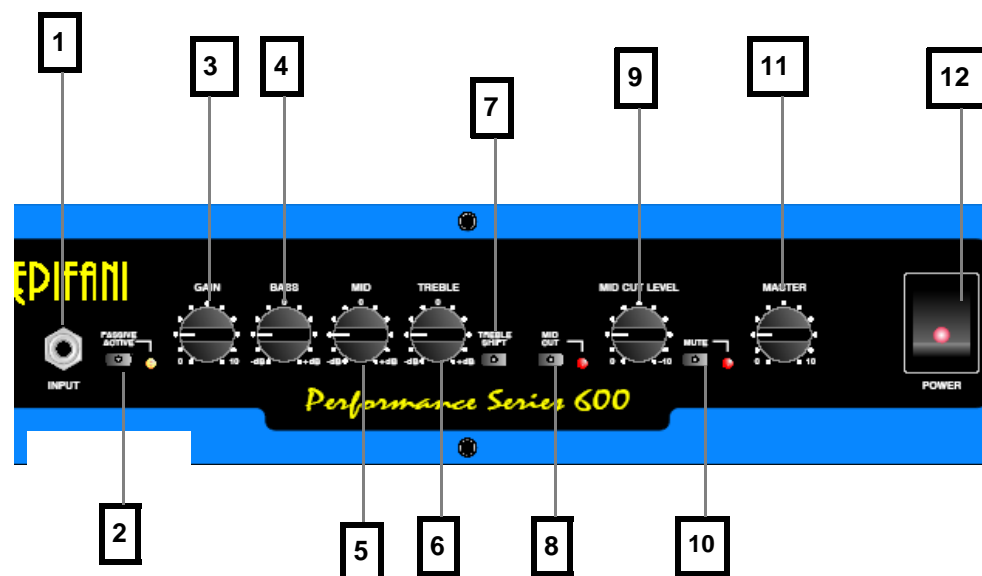 1
3
4
7
9
11
12
EPIFANI
GAIN
BASS
MID
TREBLE
MID CUT LEVEL
MASTER
0
0
PASSIVE
ACTIVE
TREBLE
SHIFT
MID
CUT
MUTE
0 10
-dB +dB
-dB +dB
-dB +dB
0 -10
0 10
INPUT
POWER
Performance Series 600
2
5
6
8
10